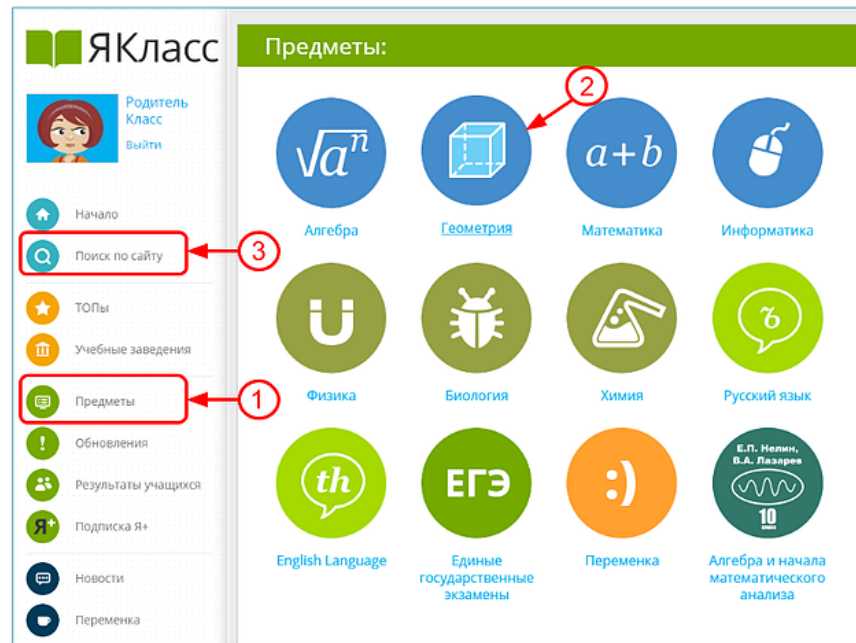 ЯКласс
Родитель
Класс
Выйти
Начало
Поиск по сайту
3
ТОПы
Учебные заведения
Предметы
1
Обновления
Результаты учащихся
Я+
Подписка Я+
Новости
Переменка
Предметы:
2
√aⁿ
a+b
Алгебра
Геометрия
Математика
Информатика
ъ
Физика
Биология
Химия
Русский язык
th
ЕГЭ
:)
Е.П. Нелин,
В.А. Лазарев
10
English Language
Единые
государственные
экзамены
Переменка
Алгебра и начала
математического
анализа